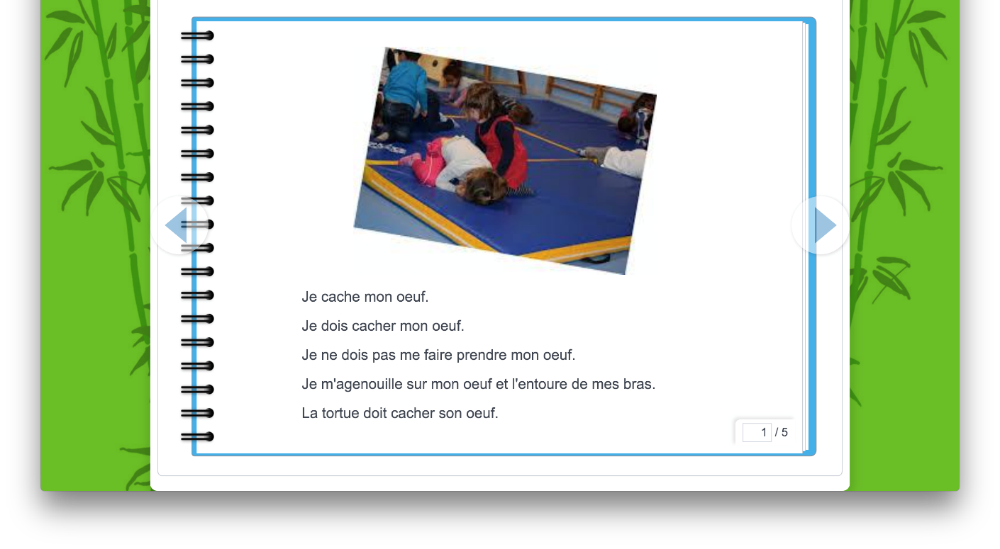 Je cache mon oeuf.
Je dois cacher mon oeuf.
Je ne dois pas me faire prendre mon oeuf.
Je m'agenouille sur mon oeuf et l'entoure de mes bras.
La tortue doit cacher son oeuf.
1 / 5